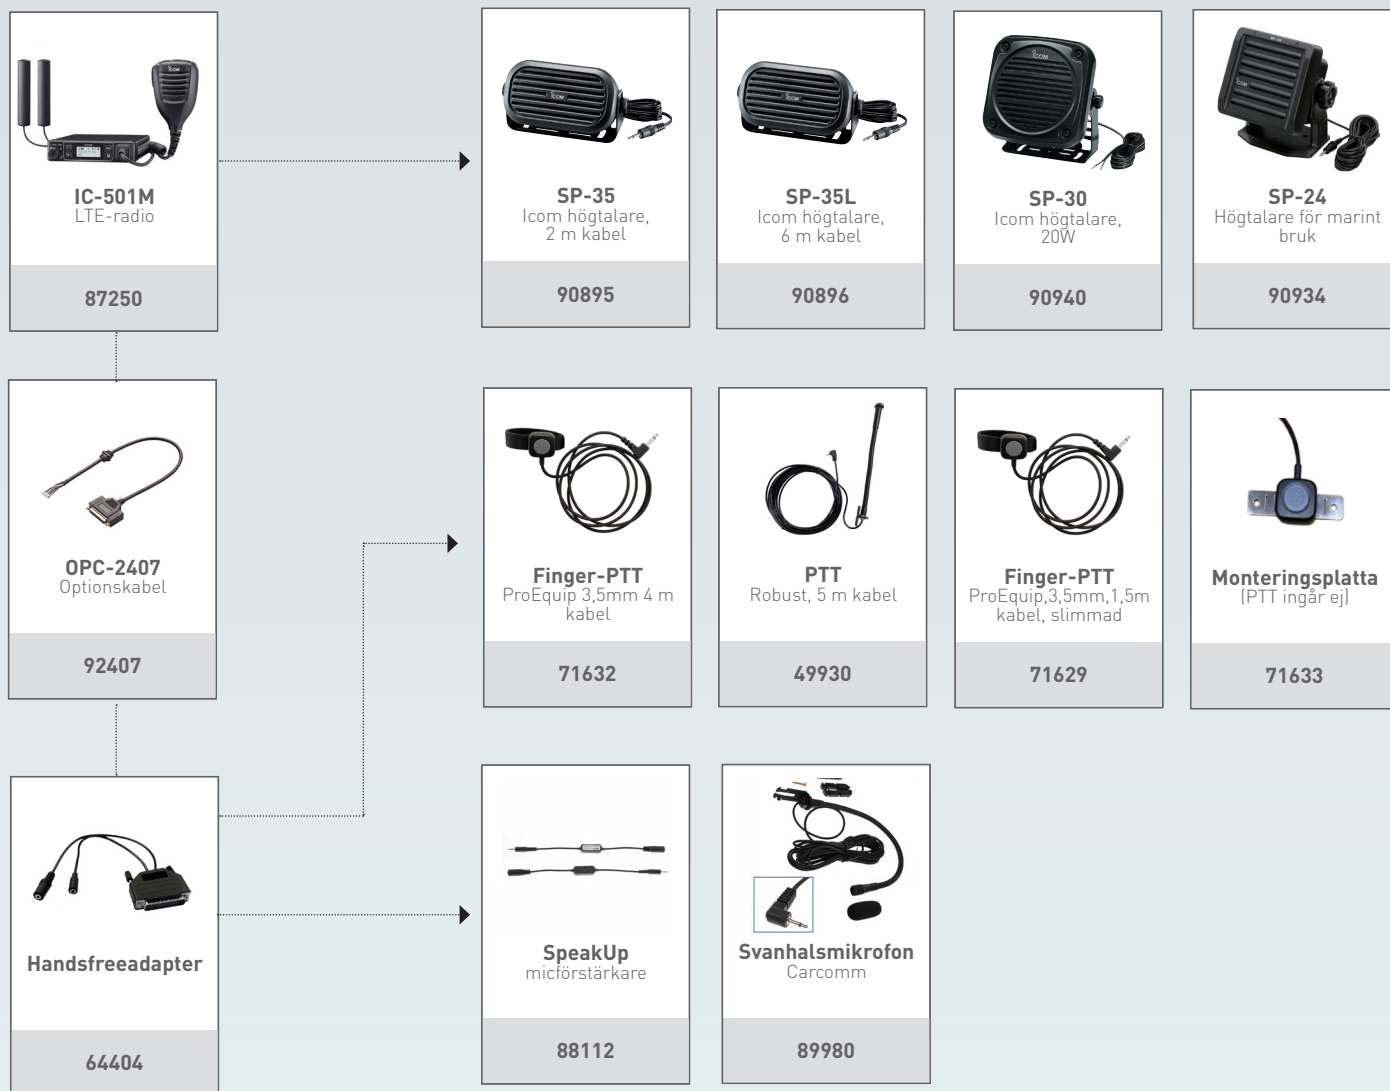 IC-501M
LTE-radio
87250
SP-35
Icom högtalare,
2 m kabel
90895
SP-35L
Icom högtalare,
6 m kabel
90896
SP-30
Icom högtalare,
20W
90940
SP-24
Högtalare för marint
bruk
90934
OPC-2407
Optionskabel
92407
Finger-PTT
ProEquip 3,5mm 4 m
kabel
71632
PTT
Robust, 5 m kabel
49930
Finger-PTT
ProEquip,3,5mm,1,5m
kabel, slimmad
71629
Monteringsplatta
(PTT ingår ej)
71633
Handsfreeadapter
64404
SpeakUp
micförstärkare
88112
Svanhalsmikrofon
Carcomm
89980